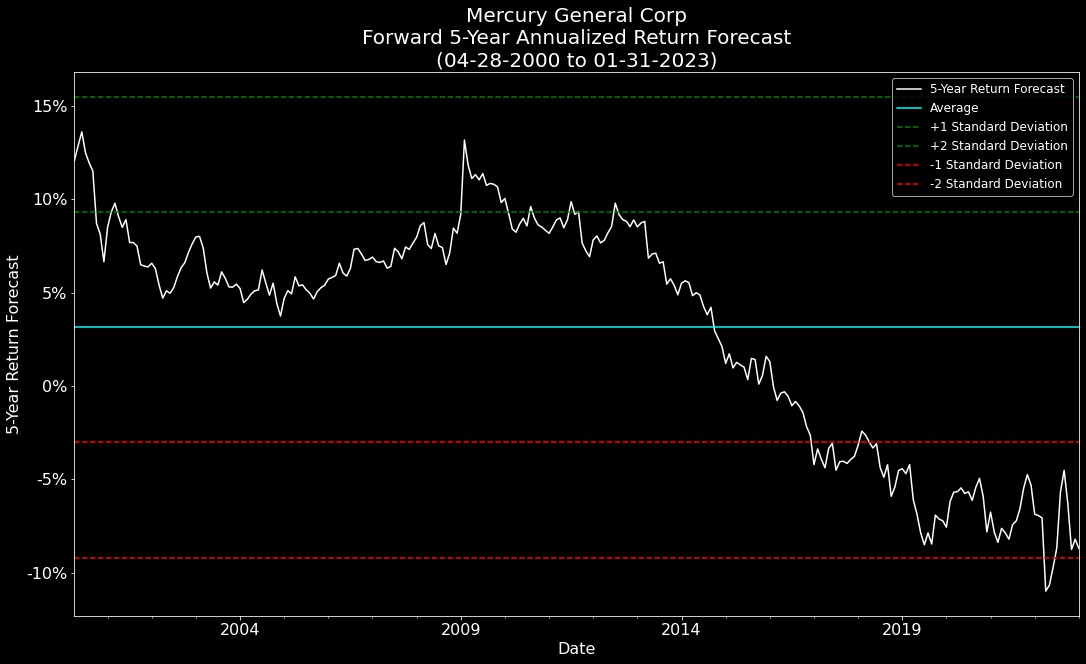 Mercury General Corp
Forward 5-Year Annualized Return Forecast
(04-28-2000 to 01-31-2023)
5-Year Return Forecast
Average
+1 Standard Deviation
+2 Standard Deviation
-1 Standard Deviation
-2 Standard Deviation
15%
10%
5%
0%
-5%
-10%
5-Year Return Forecast
2004
2009
2014
2019
Date